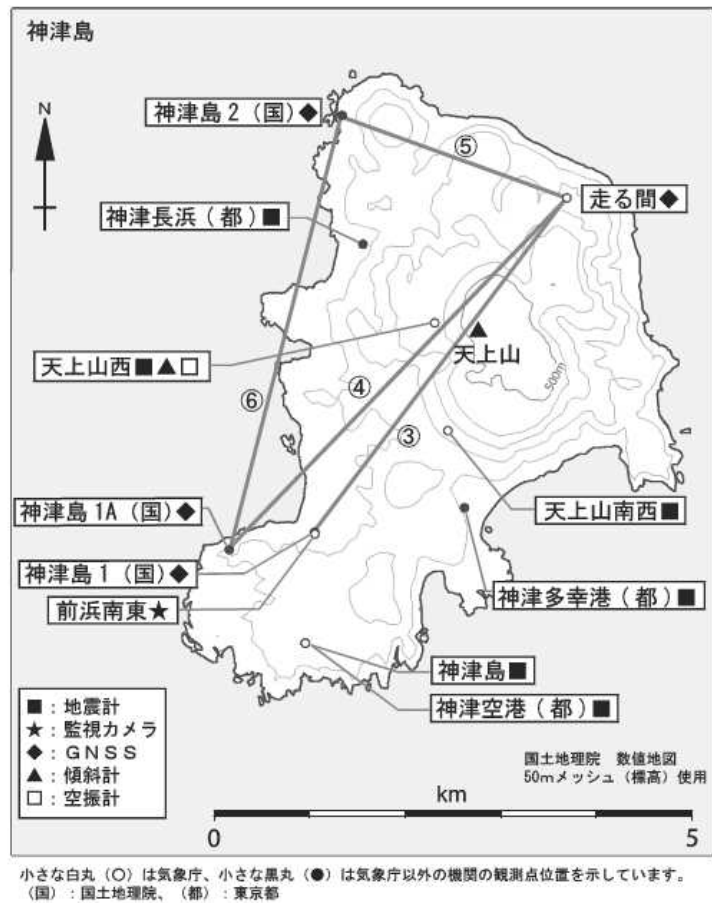 神津島
N
神津島2（国）◆
⑤
走る間◆
神津長浜（都）■
天上山西■▲□
天上山
500m
④
⑥
③
神津島1A（国）◆
天上山南西■
神津島1（国）◆
前浜南東★
神津多幸港（都）■
神津島■
神津空港（都）■
■：地震計
★：監視カメラ
◆：GNSS
▲：傾斜計
□：空振計
国土地理院　数値地図
50mメッシュ（標高）使用
km
0 5
小さな白丸（○）は気象庁、小さな黒丸（●）は気象庁以外の機関の観測点位置を示しています。
（国）：国土地理院、（都）：東京都